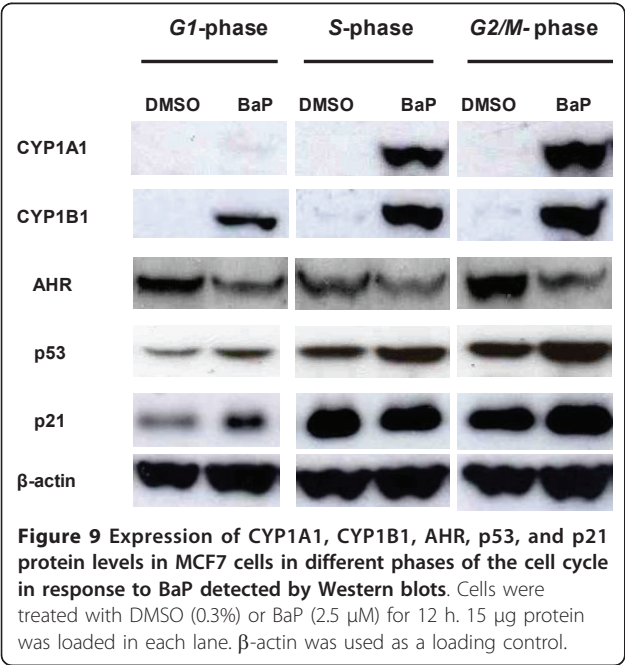 G1-phase S-phase G2/M- phase
DMSO BaP DMSO BaP DMSO BaP
CYP1A1
CYP1B1
AHR
p53
p21
β-actin
Figure 9 Expression of CYP1A1, CYP1B1, AHR, p53, and p21
protein levels in MCF7 cells in different phases of the cell cycle
in response to BaP detected by Western blots. Cells were
treated with DMSO (0.3%) or BaP (2.5 μM) for 12 h. 15 μg protein
was loaded in each lane. β-actin was used as a loading control.